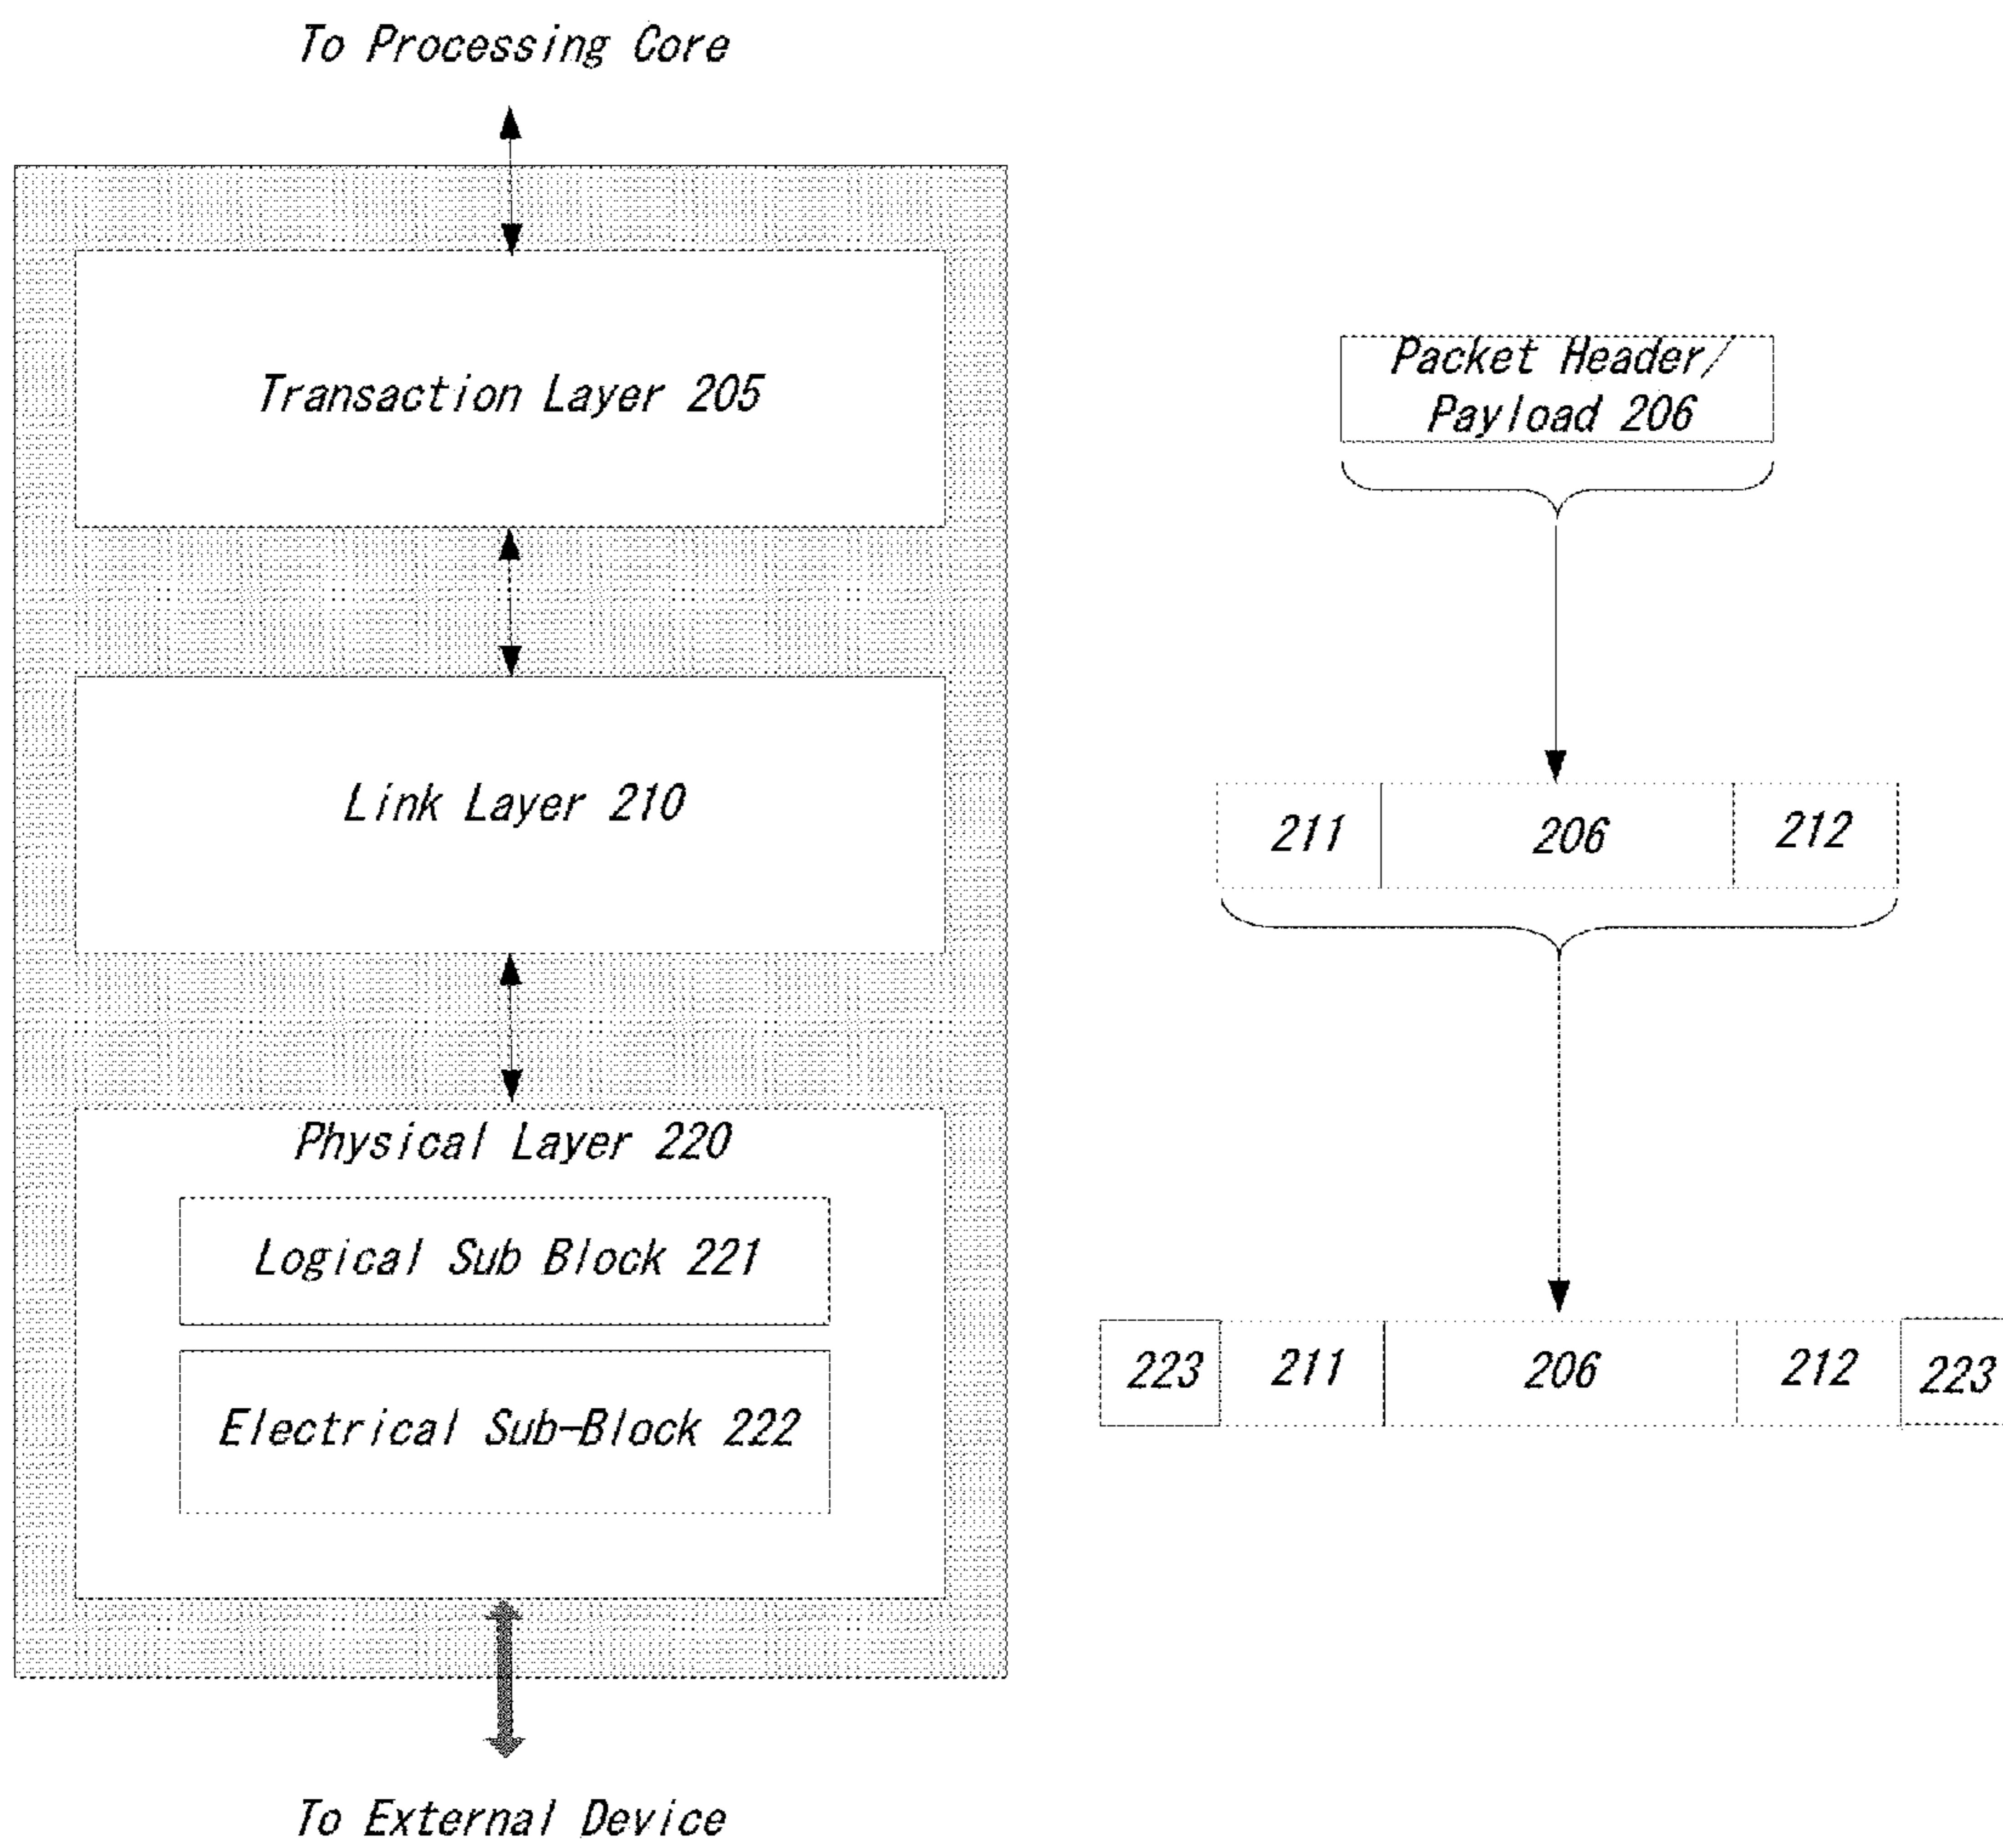 To Processing Core
Transaction Layer 205
Packet Header/
Payload 206
Link Layer 210
211 206 212
Physical Layer 220
Logical Sub Block 221
Electrical Sub-Block 222
223 211 206 212 223
To External Device